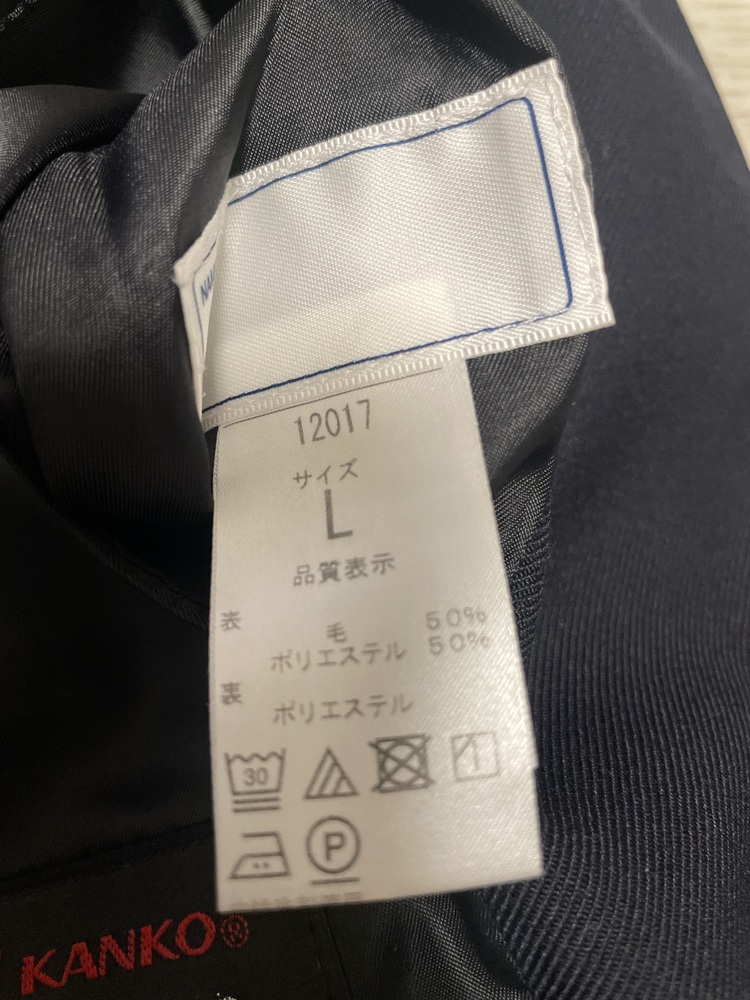 12017
サイズ
L
品質表示
表 毛 50%
ポリエステル 50%
裏 ポリエステル
30
P
KANKO®